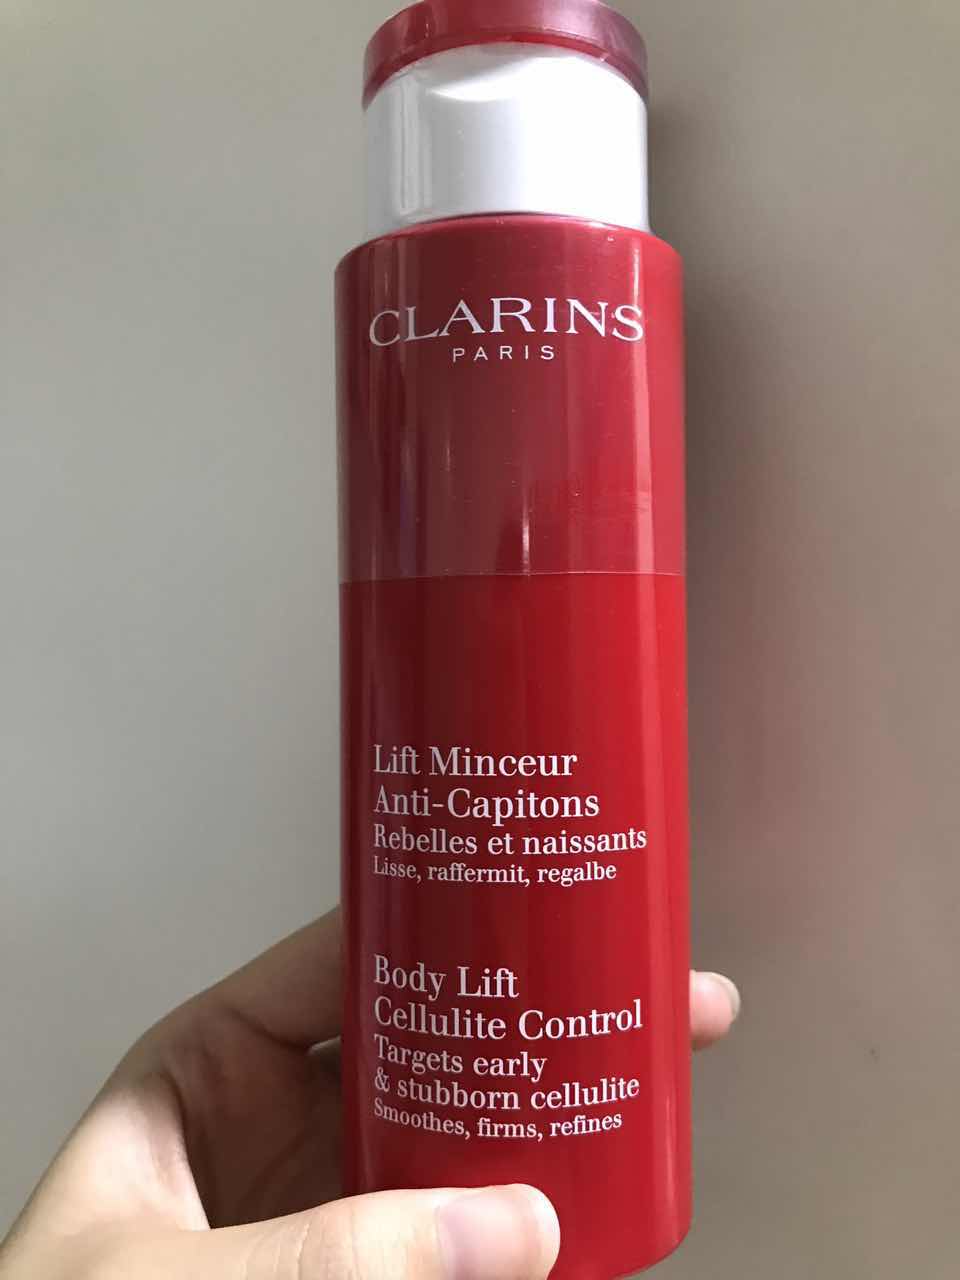 CLARINS
PARIS
Lift Minceur
Anti-Capitons
Rebelles et naissants
Lisse, raffermit, regalbe
Body Lift
Cellulite Control
Targets early
& stubborn cellulite
Smoothes, firms, refines